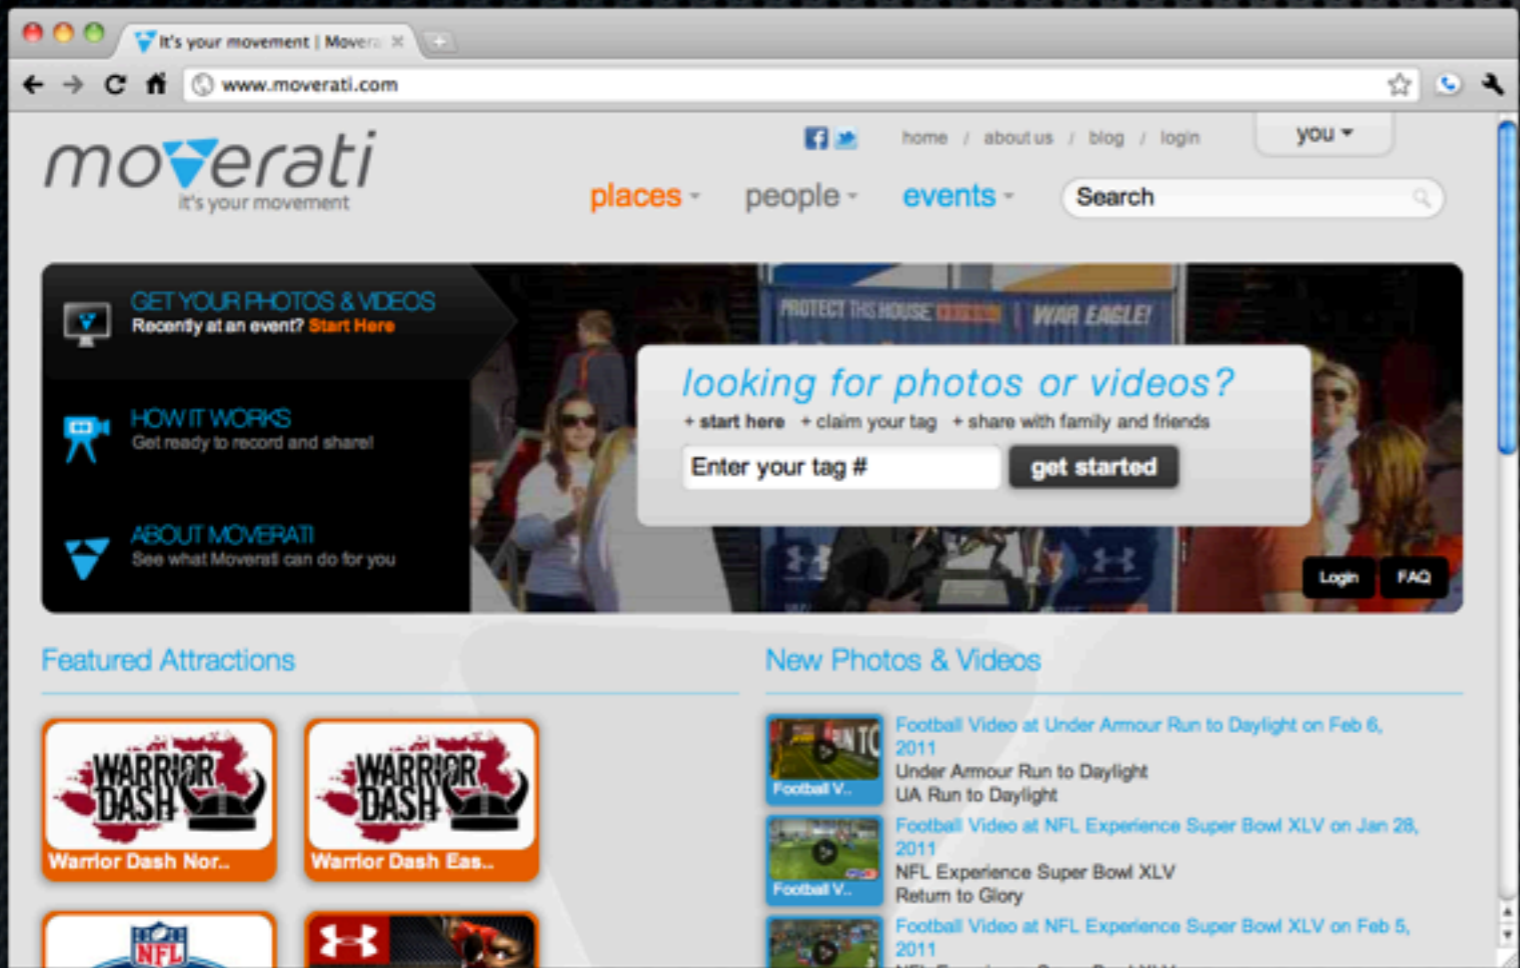 It's your movement | Movera
www.moverati.com
moverati
it's your movement
home / about us / blog / login
you
places
people
events
Search
GET YOUR PHOTOS & VIDEOS
Recently at an event? Start Here
HOW IT WORKS
Get ready to record and share!
ABOUT MOVERATI
See what Moverati can do for you
PROTECT THIS HOUSE
WAR EAGLE!
looking for photos or videos?
+ start here + claim your tag + share with family and friends
Enter your tag #
get started
Login
FAQ
Featured Attractions
WARRIOR
DASH
Warrior Dash Nor..
WARRIOR
DASH
Warrior Dash Eas..
NFL
New Photos & Videos
Football V..
Football Video at Under Armour Run to Daylight on Feb 6,
2011
Under Armour Run to Daylight
UA Run to Daylight
Football V..
Football Video at NFL Experience Super Bowl XLV on Jan 28,
2011
NFL Experience Super Bowl XLV
Return to Glory
Football Video at NFL Experience Super Bowl XLV on Feb 5,
2011
NFL Experience Super Bowl XLV